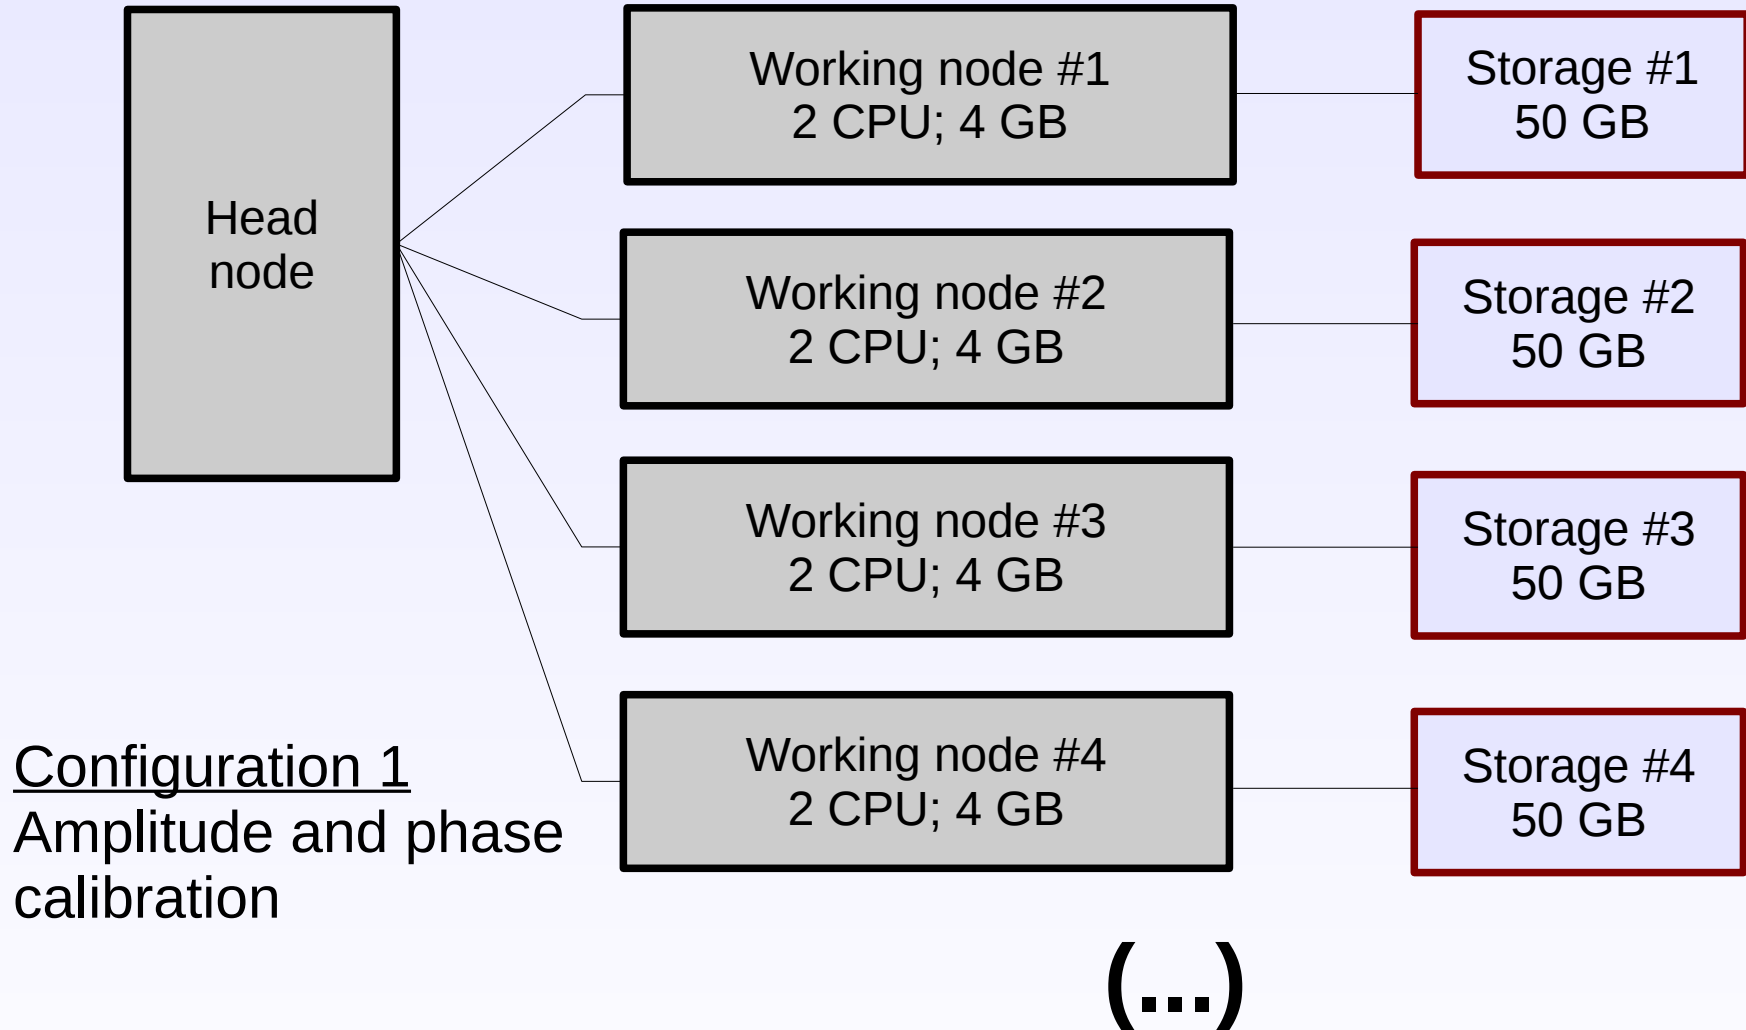 Head
node
Working node #1
2 CPU; 4 GB
Storage #1
50 GB
Working node #2
2 CPU; 4 GB
Storage #2
50 GB
Working node #3
2 CPU; 4 GB
Storage #3
50 GB
Working node #4
2 CPU; 4 GB
Storage #4
50 GB
Configuration 1
Amplitude and phase
calibration
(...)